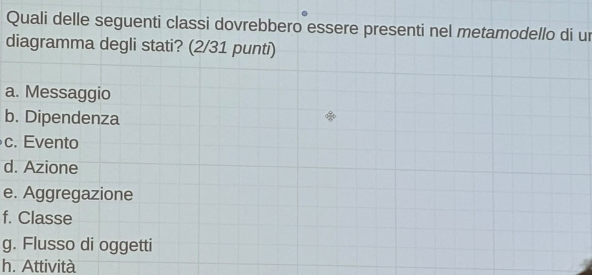 Quali delle seguenti classi dovrebbero essere presenti nel metamodello di
diagramma degli stati? (2/31 punti)
a. Messaggio
b. Dipendenza
c. Evento
d. Azione
e. Aggregazione
f. Classe
g. Flusso di oggetti
h. Attività